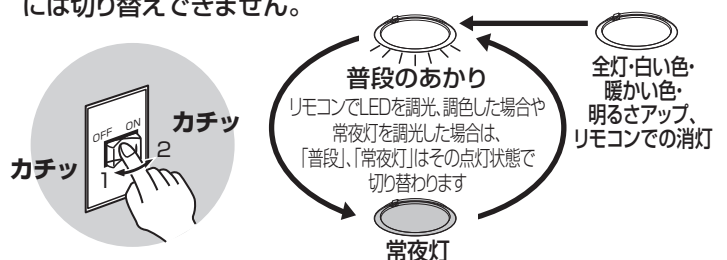 には切り替えできません。
OFF ON
カチッ
2
カチッ
1
普段のあかり
リモコンでLEDを調光、調色した場合や
常夜灯を調光した場合は、
「普段」、「常夜灯」はその点灯状態で
切り替わります
常夜灯
全灯・白い色・
暖かい色・
明るさアップ、
リモコンでの消灯